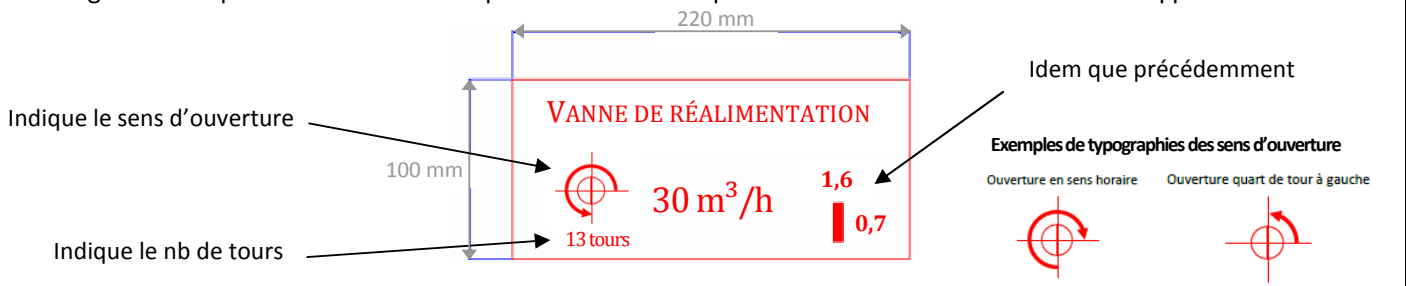 220 mm
Idem que précédemment
Indique le sens d'ouverture
VANNE DE RÉALIMENTATION
Exemples de typographies des sens d'ouverture
100 mm
30 m³/h
1,6
0,7
Ouverture en sens horaire
Ouverture quart de tour à gauche
13 tours
Indique le nb de tours